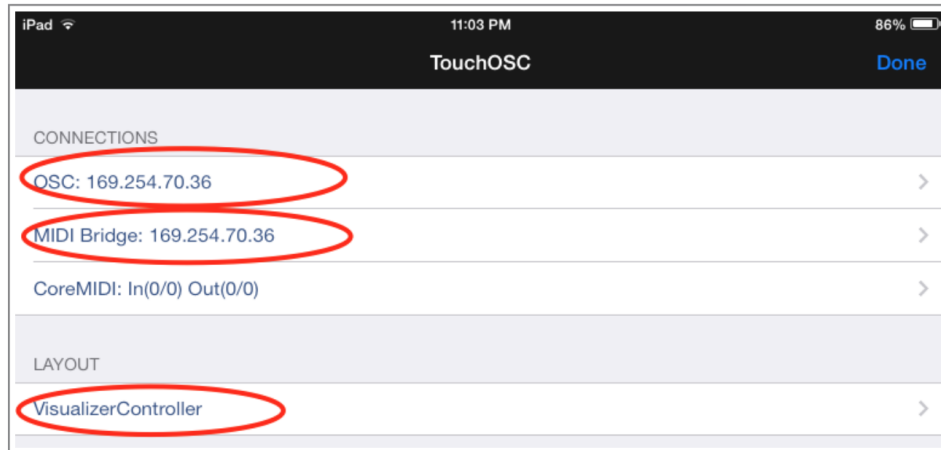 iPad 11:03 PM 86%
TouchOSC Done
CONNECTIONS
OSC: 169.254.70.36
MIDI Bridge: 169.254.70.36
CoreMIDI: In(0/0) Out(0/0)
LAYOUT
VisualizerController